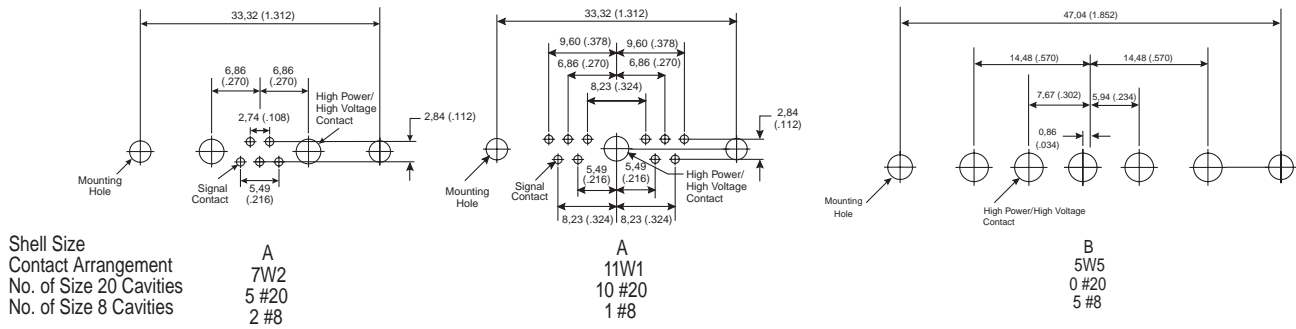 33,32 (1.312)
6,86
(.270)
6,86
(.270)
High Power/
High Voltage
Contact
2,74 (.108)
2,84 (.112)
Mounting
Hole
Signal
Contact
5,49
(.216)
33,32 (1.312)
9,60 (.378)
9,60 (.378)
6,86 (.270)
6,86 (.270)
8,23 (.324)
2,84
(.112)
Mounting
Hole
Signal
Contact
5,49
(.216)
5,49
(.216)
High Power/
High Voltage
Contact
8,23 (.324)
8,23 (.324)
47,04 (1.852)
14,48 (.570)
14,48 (.570)
7,67 (.302)
5,94 (.234)
0,86
(.034)
Mounting
Hole
High Power/High Voltage
Contact
Shell Size A A B
Contact Arrangement 7W2 11W1 5W5
No. of Size 20 Cavities 5 #20 10 #20 0 #20
No. of Size 8 Cavities 2 #8 1 #8 5 #8